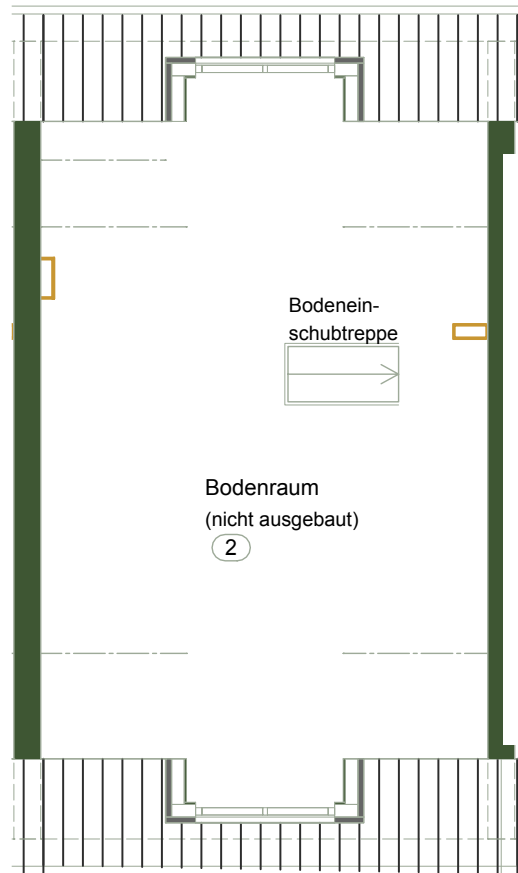 Bodenein-
schubtreppe
Bodenraum
(nicht ausgebaut)
2